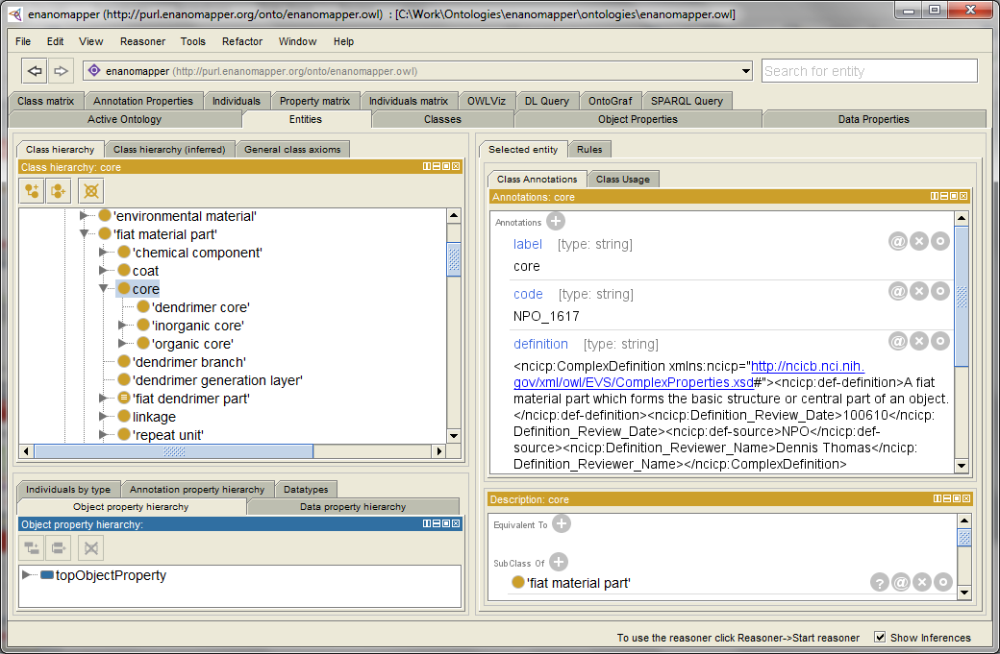 enanomapper (http://purl.enanomapper.org/onto/enanomapper.owl) : [C:\Work\Ontologies\enanomapper\ontologies\enanomapper.owl]
File Edit View Reasoner Tools Refactor Window Help
enanomapper (http://purl.enanomapper.org/onto/enanomapper.owl)
Search for entity
Class matrix Annotation Properties Individuals Property matrix Individuals matrix OWLViz DL Query OntoGraf SPARQL Query
Active Ontology Entities Classes Object Properties Data Properties
Class hierarchy Class hierarchy (inferred) General class axioms
Class hierarchy: core
'environmental material'
'fiat material part'
'chemical component'
coat
core
'dendrimer core'
'inorganic core'
'organic core'
'dendrimer branch'
'dendrimer generation layer'
'fiat dendrimer part'
linkage
'repeat unit'
Individuals by type Annotation property hierarchy Datatypes
Object property hierarchy Data property hierarchy
Object property hierarchy:
topObjectProperty
Selected entity Rules
Class Annotations Class Usage
Annotations: core
Annotations
label [type: string]
core
code [type: string]
NPO_1617
definition [type: string]
<ncicp:ComplexDefinition xmlns:ncicp="http://ncicb.nci.nih.
gov/xml/owl/EVS/ComplexProperties.xsd#"><ncicp:def-definition>A fiat
material part which forms the basic structure or central part of an object.
</ncicp:def-definition><ncicp:Definition_Review_Date>100610</ncicp:
Definition_Review_Date><ncicp:def-source>NPO</ncicp:def-
source><ncicp:Definition_Reviewer_Name>Dennis Thomas</ncicp:
Definition_Reviewer_Name></ncicp:ComplexDefinition>
Description: core
Equivalent To
SubClass Of
'fiat material part'
To use the reasoner click Reasoner->Start reasoner Show Inferences